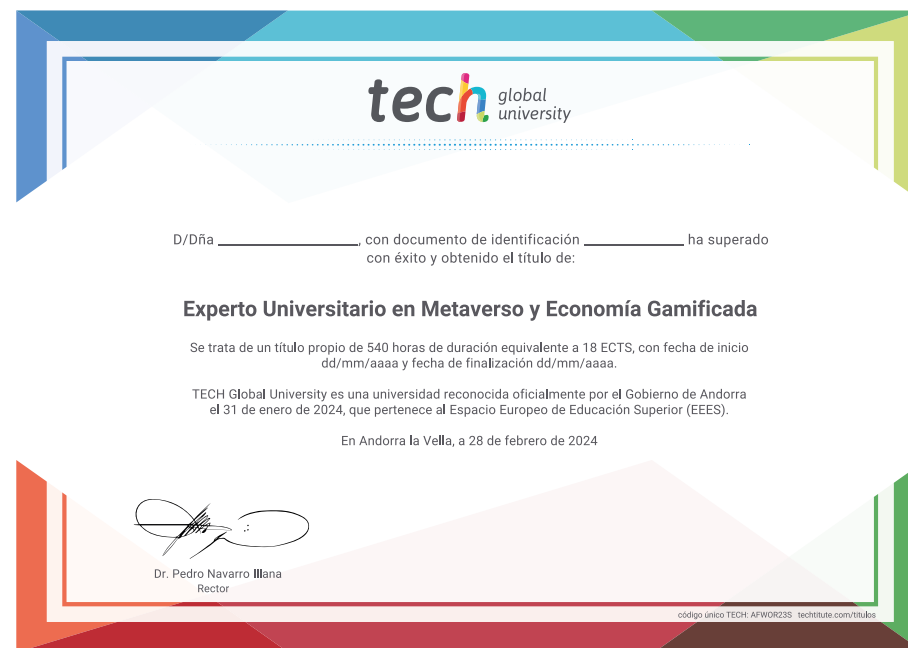 tech global university
D/Dña ______________, con documento de identificación __________ ha superado
con éxito y obtenido el título de:
Experto Universitario en Metaverso y Economía Gamificada
Se trata de un título propio de 540 horas de duración equivalente a 18 ECTS, con fecha de inicio
dd/mm/aaaa y fecha de finalización dd/mm/aaaa.
TECH Global University es una universidad reconocida oficialmente por el Gobierno de Andorra
el 31 de enero de 2024, que pertenece al Espacio Europeo de Educación Superior (EEES).
En Andorra la Vella, a 28 de febrero de 2024
Dr. Pedro Navarro Illana
Rector
código único TECH: AFWOR23S techtitute.com/titulos